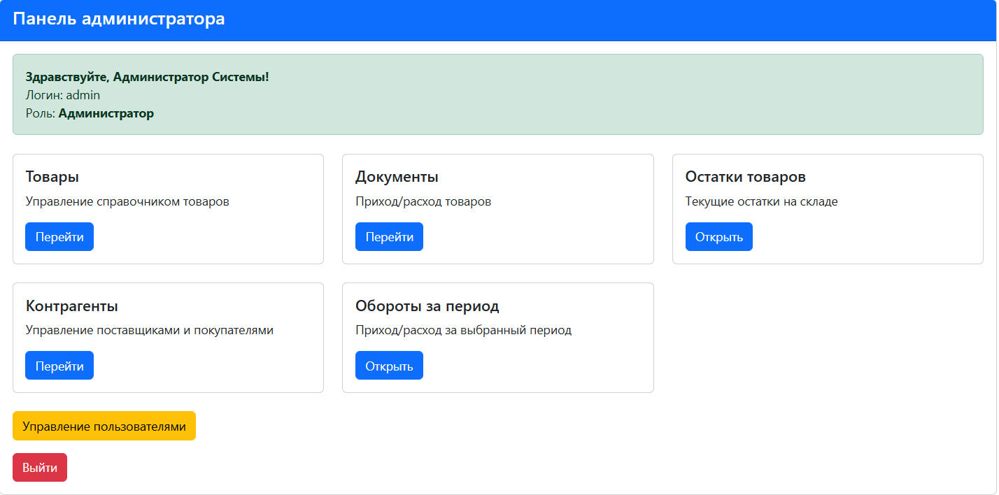 Панель администратора
Здравствуйте, Администратор Системы!
Логин: admin
Роль: Администратор
Товары
Управление справочником товаров
Перейти
Документы
Приход/расход товаров
Перейти
Остатки товаров
Текущие остатки на складе
Открыть
Контрагенты
Управление поставщиками и покупателями
Перейти
Обороты за период
Приход/расход за выбранный период
Открыть
Управление пользователями
Выйти